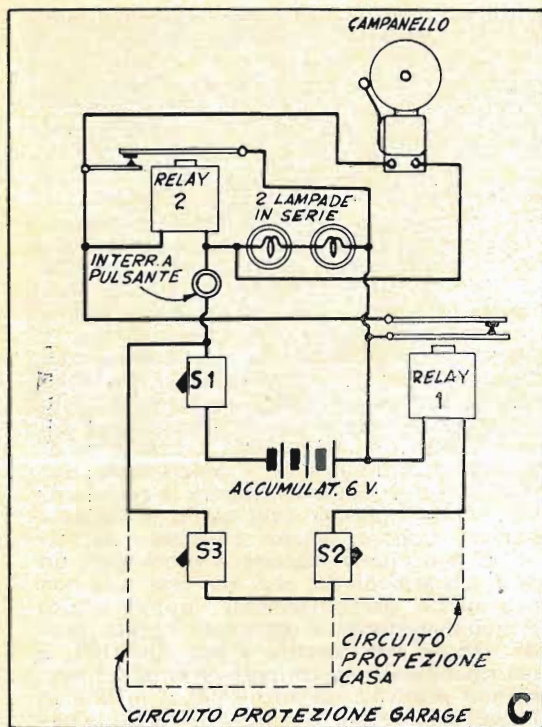 CAMPANELLO
RELAY
2
2 LAMPADE
IN SERIE
INTERR. A
PULSANTE
S1
RELAY
1
ACCUMULAT. 6 V.
S3
S2
CIRCUITO
PROTEZIONE
CASA
CIRCUITO PROTEZIONE GARAGE
C